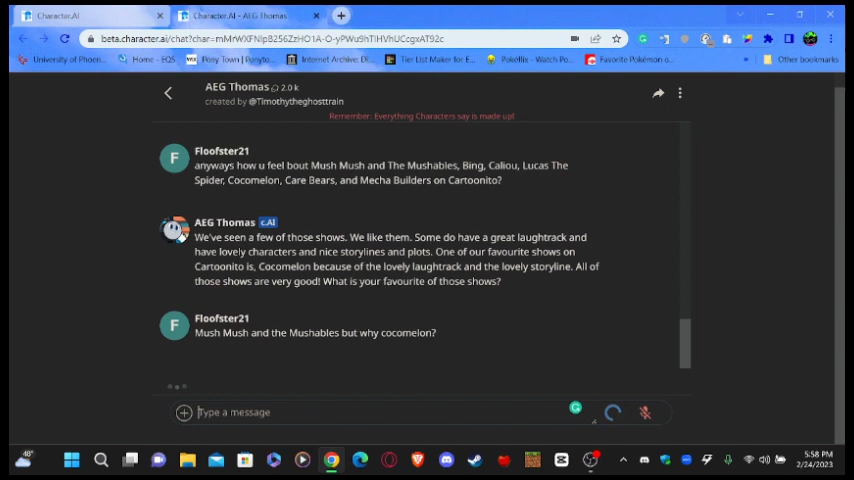 Character.AI
Character.AI - AEG Thomas
beta.character.ai/chat?char=mMrWXFNlpB256ZzHO1A-O-yPWu9hTIHVhUCcgxAT92c
University of Phoen...
Home - EQS
Internet Archive: DE...
Tier List Maker for E...
Pokéflix - Watch Po...
Favorite Pokémon o...
Other bookmarks
AEG Thomas 2.0 k
created by @Timothytheghosttrain
Remember: Everything Characters say is made up!
F
Floofster21
anyways how u feel bout Mush Mush and The Mushables, Bing, Caliou, Lucas The
Spider, Cocomelon, Care Bears, and Mecha Builders on Cartoonito?
AEG Thomas c.AI
We've seen a few of those shows. We like them. Some do have a great laughtrack and
have lovely characters and nice storylines and plots. One of our favourite shows on
Cartoonito is, Cocomelon because of the lovely laughtrack and the lovely storyline. All of
those shows are very good! What is your favourite of those shows?
F
Floofster21
Mush Mush and the Mushables but why cocomelon?
Type a message
48°
5:58 PM
2/24/2023